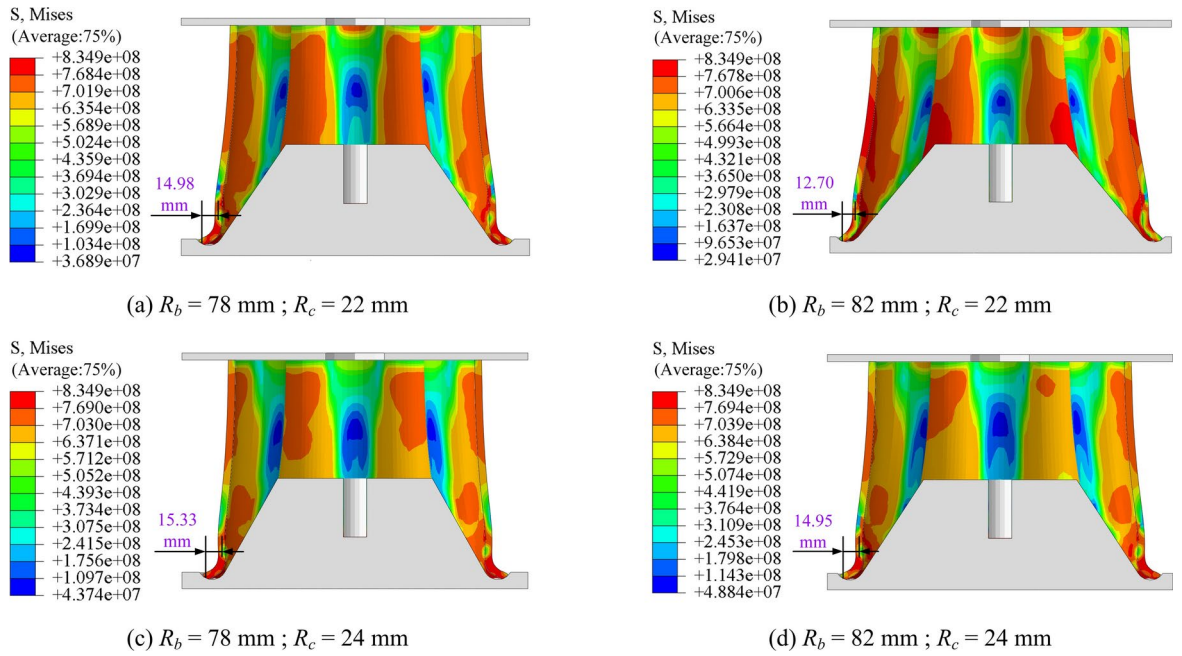 S, Mises
(Average:75%)
+8.349e+08
+7.684e+08
+7.019e+08
+6.354e+08
+5.689e+08
+5.024e+08
+4.359e+08
+3.694e+08
+3.029e+08
+2.364e+08
+1.699e+08
+1.034e+08
+3.689e+07
14.98
mm
(a) R_b = 78 mm ; R_c = 22 mm
S, Mises
(Average:75%)
+8.349e+08
+7.678e+08
+7.006e+08
+6.335e+08
+5.664e+08
+4.993e+08
+4.321e+08
+3.650e+08
+2.979e+08
+2.308e+08
+1.637e+08
+9.653e+07
+2.941e+07
12.70
mm
(b) R_b = 82 mm ; R_c = 22 mm
S, Mises
(Average:75%)
+8.349e+08
+7.690e+08
+7.030e+08
+6.371e+08
+5.712e+08
+5.052e+08
+4.393e+08
+3.734e+08
+3.075e+08
+2.415e+08
+1.756e+08
+1.097e+08
+4.374e+07
15.33
mm
(c) R_b = 78 mm ; R_c = 24 mm
S, Mises
(Average:75%)
+8.349e+08
+7.694e+08
+7.039e+08
+6.384e+08
+5.729e+08
+5.074e+08
+4.419e+08
+3.764e+08
+3.109e+08
+2.453e+08
+1.798e+08
+1.143e+08
+4.884e+07
14.95
mm
(d) R_b = 82 mm ; R_c = 24 mm